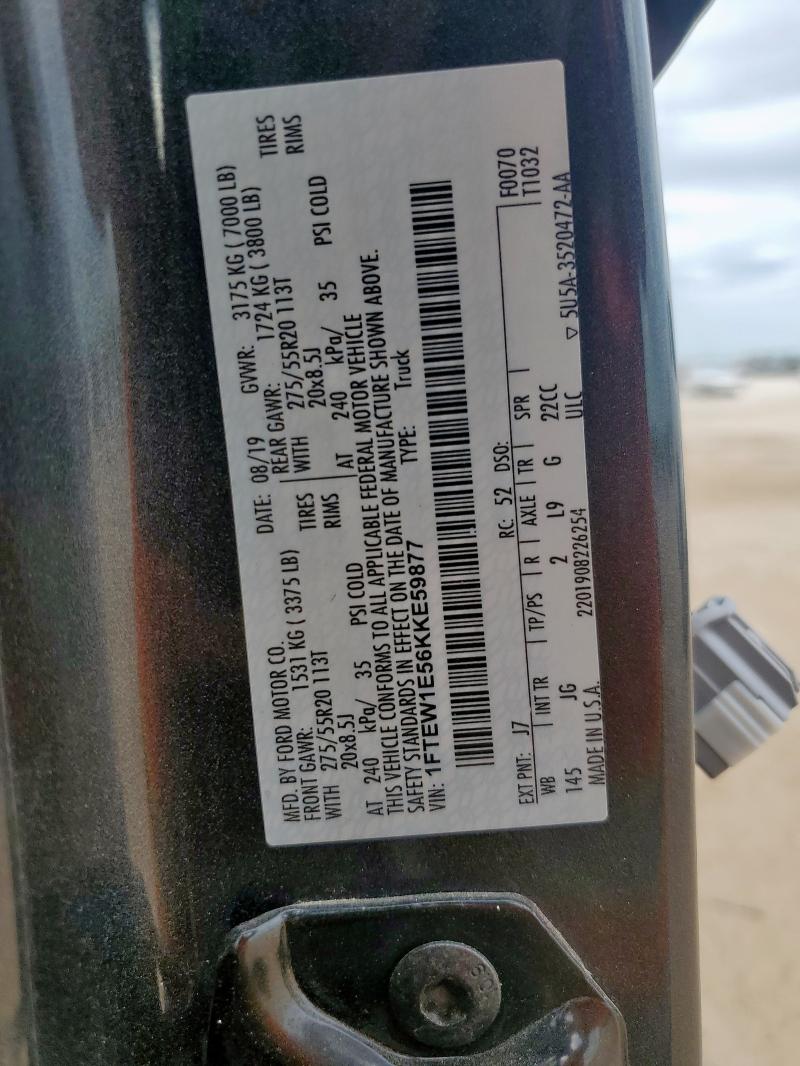 MFD. BY FORD MOTOR CO.
DATE: 08/19 GVWR: 3175 KG ( 7000 LB)
FRONT GAWR: 1531 KG ( 3375 LB) REAR GAWR: 1724 KG ( 3800 LB)
WITH 275/55R20 113T TIRES WITH 275/55R20 113T TIRES
20x8.5J RIMS 20x8.5J RIMS
AT 240 kPa/ 35 PSI COLD AT 240 kPa/ 35 PSI COLD
THIS VEHICLE CONFORMS TO ALL APPLICABLE FEDERAL MOTOR VEHICLE
SAFETY STANDARDS IN EFFECT ON THE DATE OF MANUFACTURE SHOWN ABOVE.
VIN: 1FTEW1E56KKE59877 TYPE: Truck
F0070
EXT PNT: J7 RC: 52 DSO: T1032
WB INT TR TP/PS R AXLE TR SPR
145 JG 2 L9 G 22CC
MADE IN U.S.A. 2201908226254 ULC ▽ 5U5A-3520472-AA